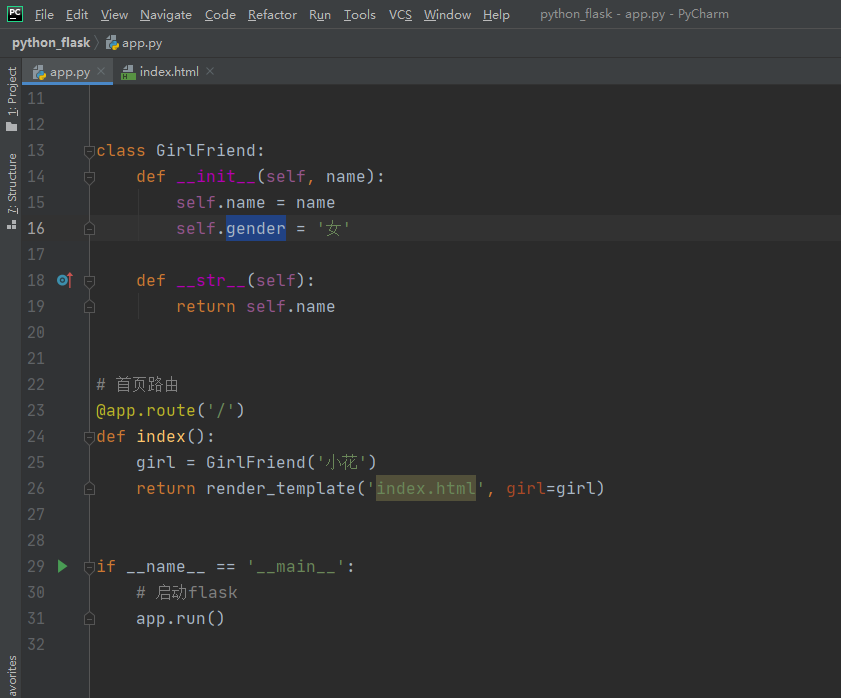 PC File Edit View Navigate Code Refactor Run Tools VCS Window Help python_flask - app.py - PyCharm
python_flask app.py
app.py index.html
1: Project
7: Structure
avorites
11
12
13 class GirlFriend:
14 def __init__(self, name):
15 self.name = name
16 self.gender = '女'
17
18 def __str__(self):
19 return self.name
20
21
22 # 首页路由
23 @app.route('/')
24 def index():
25 girl = GirlFriend('小花')
26 return render_template('index.html', girl=girl)
27
28
29 if __name__ == '__main__':
30 # 启动flask
31 app.run()
32